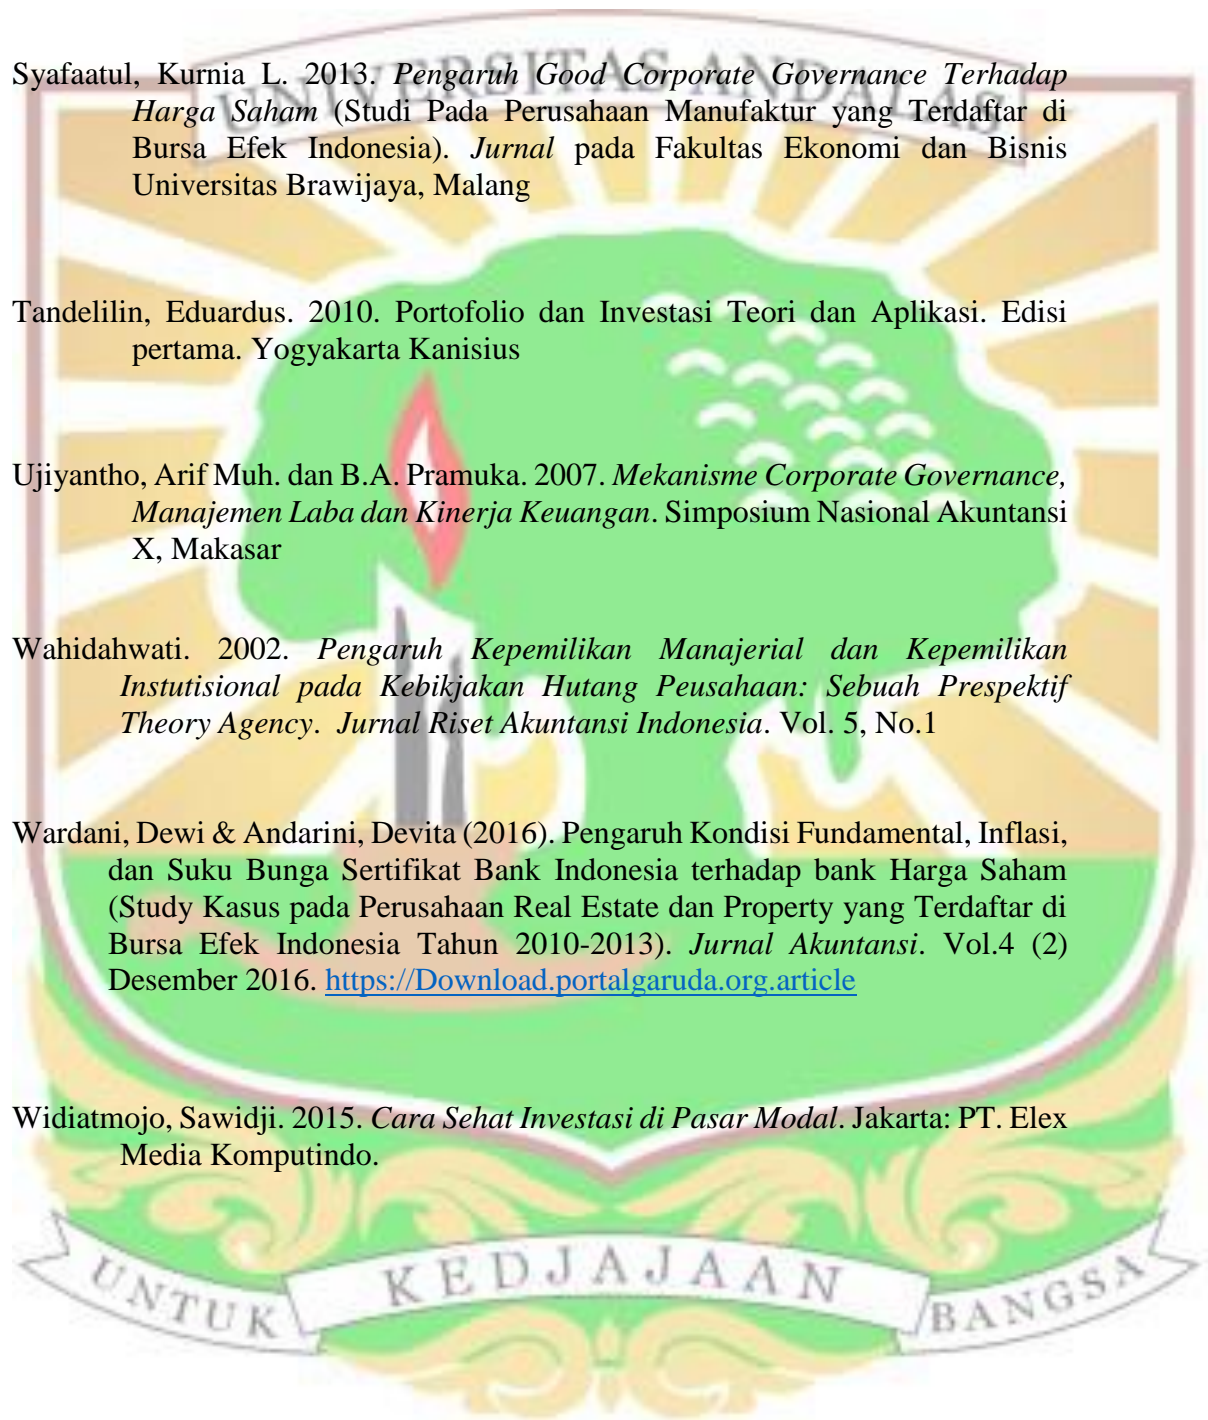 UNIVERSITAS ANDALAS
Syafaatul, Kurnia L. 2013. Pengaruh Good Corporate Governance Terhadap
Harga Saham (Studi Pada Perusahaan Manufaktur yang Terdaftar di
Bursa Efek Indonesia). Jurnal pada Fakultas Ekonomi dan Bisnis
Universitas Brawijaya, Malang
Tandelilin, Eduardus. 2010. Portofolio dan Investasi Teori dan Aplikasi. Edisi
pertama. Yogyakarta Kanisius
Ujiyantho, Arif Muh. dan B.A. Pramuka. 2007. Mekanisme Corporate Governance,
Manajemen Laba dan Kinerja Keuangan. Simposium Nasional Akuntansi
X, Makasar
Wahidahwati. 2002. Pengaruh Kepemilikan Manajerial dan Kepemilikan
Instutisional pada Kebikjakan Hutang Peusahaan: Sebuah Prespektif
Theory Agency. Jurnal Riset Akuntansi Indonesia. Vol. 5, No.1
Wardani, Dewi & Andarini, Devita (2016). Pengaruh Kondisi Fundamental, Inflasi,
dan Suku Bunga Sertifikat Bank Indonesia terhadap bank Harga Saham
(Study Kasus pada Perusahaan Real Estate dan Property yang Terdaftar di
Bursa Efek Indonesia Tahun 2010-2013). Jurnal Akuntansi. Vol.4 (2)
Desember 2016. https://Download.portalgaruda.org.article
Widiatmojo, Sawidji. 2015. Cara Sehat Investasi di Pasar Modal. Jakarta: PT. Elex
Media Komputindo.
UNTUK KEDJAJAAN BANGSA